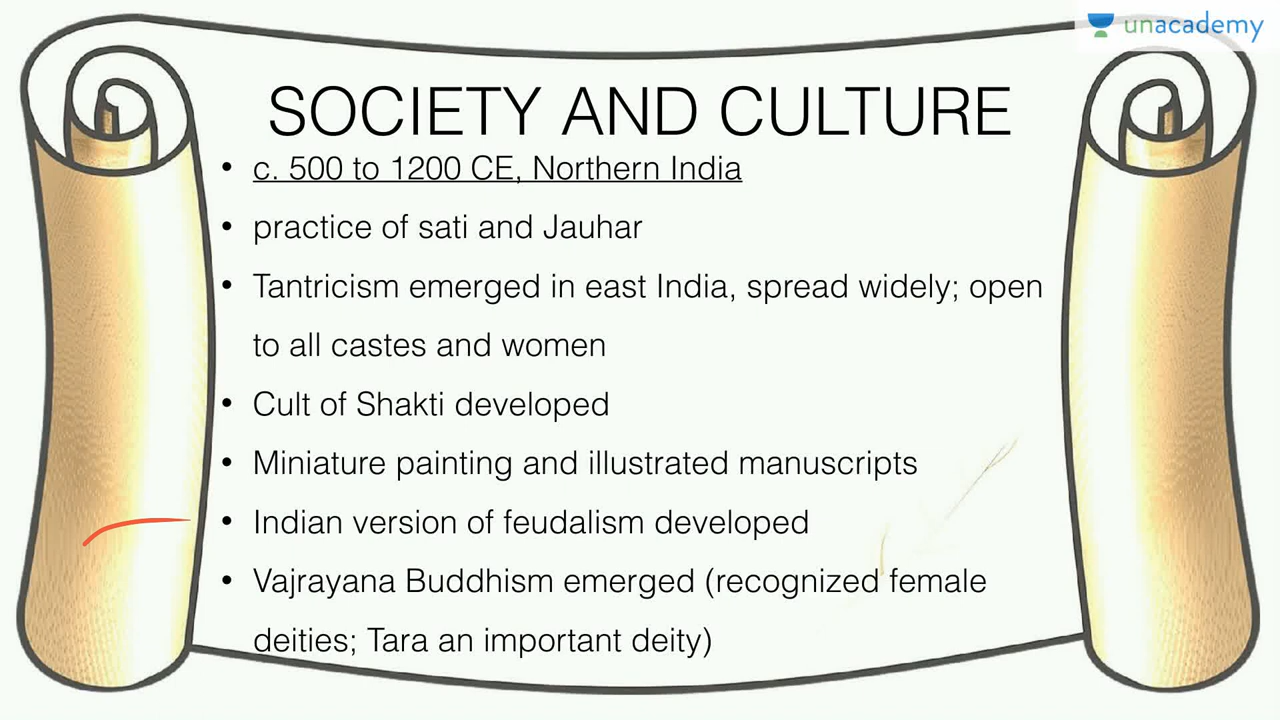 unacademy
SOCIETY AND CULTURE
• c. 500 to 1200 CE, Northern India
• practice of sati and Jauhar
• Tantricism emerged in east India, spread widely; open
to all castes and women
• Cult of Shakti developed
• Miniature painting and illustrated manuscripts
• Indian version of feudalism developed
• Vajrayana Buddhism emerged (recognized female
deities; Tara an important deity)